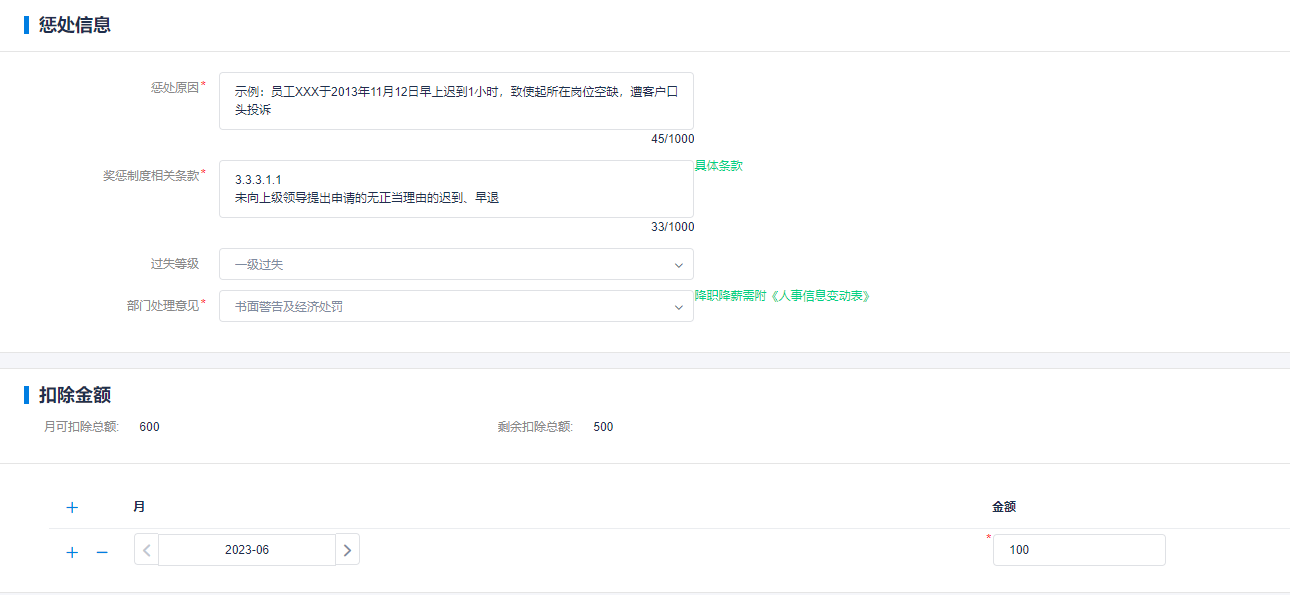 惩处信息
惩处原因*
示例：员工XXX于2013年11月12日早上迟到1小时，致使起所在岗位空缺，遭客户口
头投诉
45/1000
奖惩制度相关条款*
3.3.3.1.1
未向上级领导提出申请的无正当理由的迟到、早退
具体条款
33/1000
过失等级
一级过失
部门处理意见*
书面警告及经济处罚
降职降薪需附《人事信息变动表》
扣除金额
月可扣除总额: 600
剩余扣除总额: 500
月 金额
2023-06 * 100